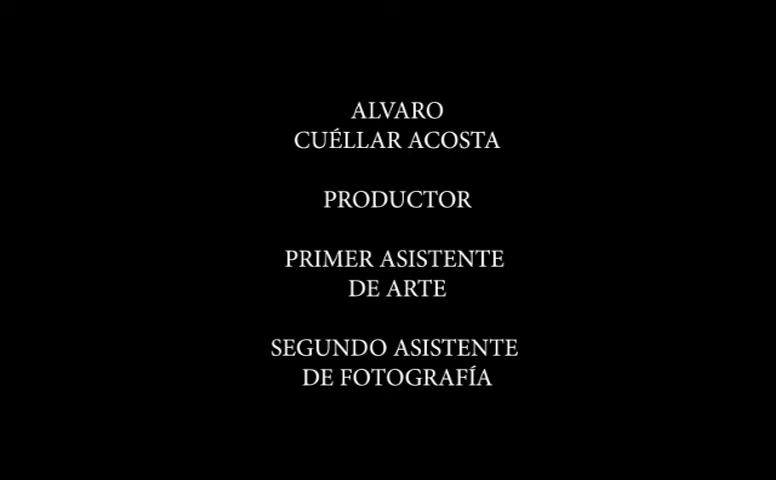 ALVARO
CUÉLLAR ACOSTA
PRODUCTOR
PRIMER ASISTENTE
DE ARTE
SEGUNDO ASISTENTE
DE FOTOGRAFÍA